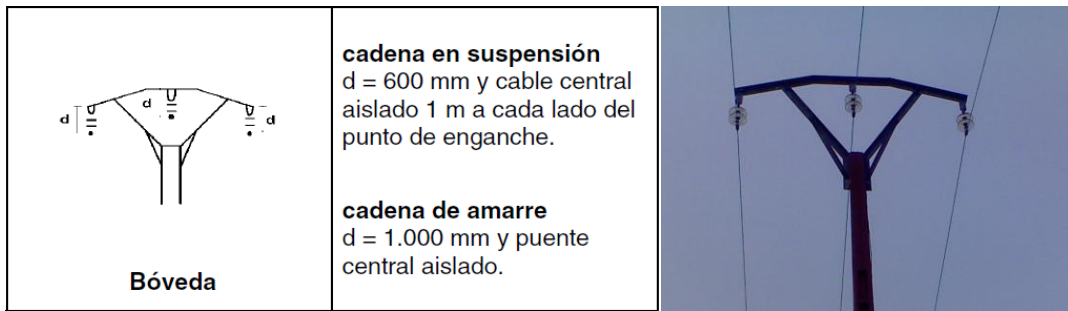 d
d
d
Bóveda
cadena en suspensión
d = 600 mm y cable central
aislado 1 m a cada lado del
punto de enganche.
cadena de amarre
d = 1.000 mm y puente
central aislado.